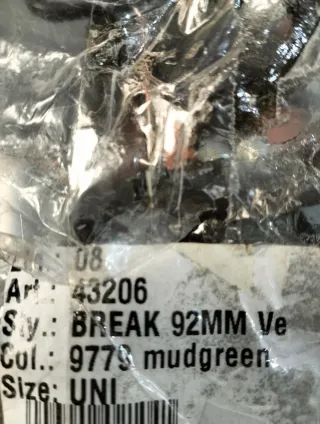 08
Art.: 43206
Sty.: BREAK 92MM Ve
Col.: 9779 mudgreen
Size: UNI